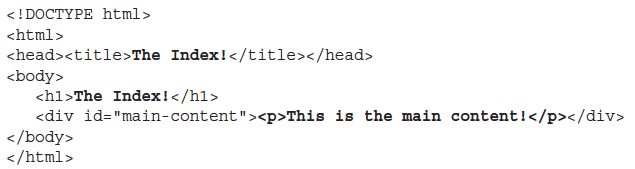 <!DOCTYPE html>
<html>
<head><title>The Index!</title></head>
<body>
   <h1>The Index!</h1>
   <div id="main-content"><p>This is the main content!</p></div>
</body>
</html>